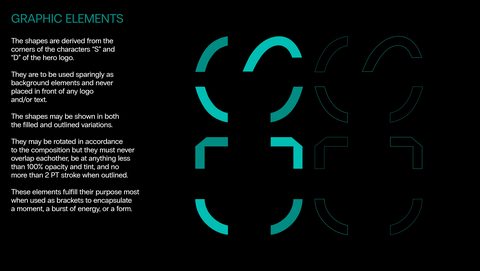 GRAPHIC ELEMENTS
The shapes are derived from the
corners of the characters “S” and
“D” of the hero logo.
They are to be used sparingly as
background elements and never
placed in front of any logo
and/or text.
The shapes may be shown in both
the filled and outlined variations.
They may be rotated in accordance
to the composition but they must never
overlap eachother, be at anything less
than 100% opacity and tint, and no
more than 2 PT stroke when outlined.
These elements fulfill their purpose most
when used as brackets to encapsulate
a moment, a burst of energy, or a form.